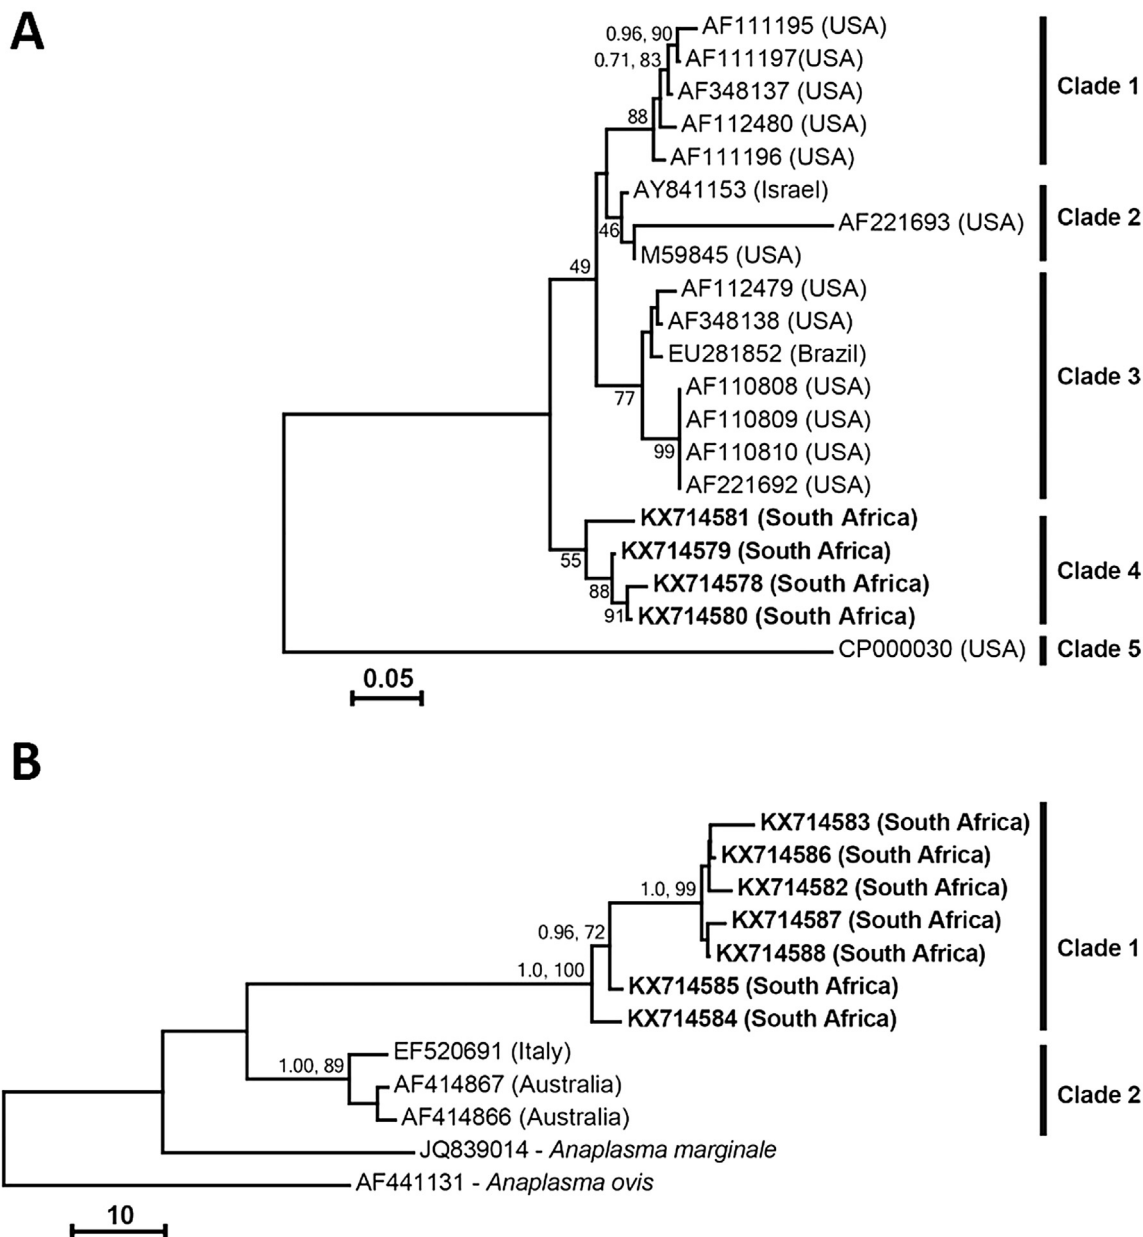 A
0.96, 90
AF111195 (USA)
0.71, 83
AF111197(USA)
AF348137 (USA)
Clade 1
88
AF112480 (USA)
AF111196 (USA)
AY841153 (Israel)
46
AF221693 (USA)
Clade 2
M59845 (USA)
49
AF112479 (USA)
AF348138 (USA)
EU281852 (Brazil)
Clade 3
77
AF110808 (USA)
AF110809 (USA)
99
AF110810 (USA)
AF221692 (USA)
KX714581 (South Africa)
55
KX714579 (South Africa)
Clade 4
88
KX714578 (South Africa)
91
KX714580 (South Africa)
CP000030 (USA)
Clade 5
0.05
B
KX714583 (South Africa)
KX714586 (South Africa)
1.0, 99
KX714582 (South Africa)
KX714587 (South Africa)
0.96, 72
KX714588 (South Africa)
Clade 1
1.0, 100
KX714585 (South Africa)
KX714584 (South Africa)
EF520691 (Italy)
1.00, 89
AF414867 (Australia)
Clade 2
AF414866 (Australia)
JQ839014 - Anaplasma marginale
AF441131 - Anaplasma ovis
10